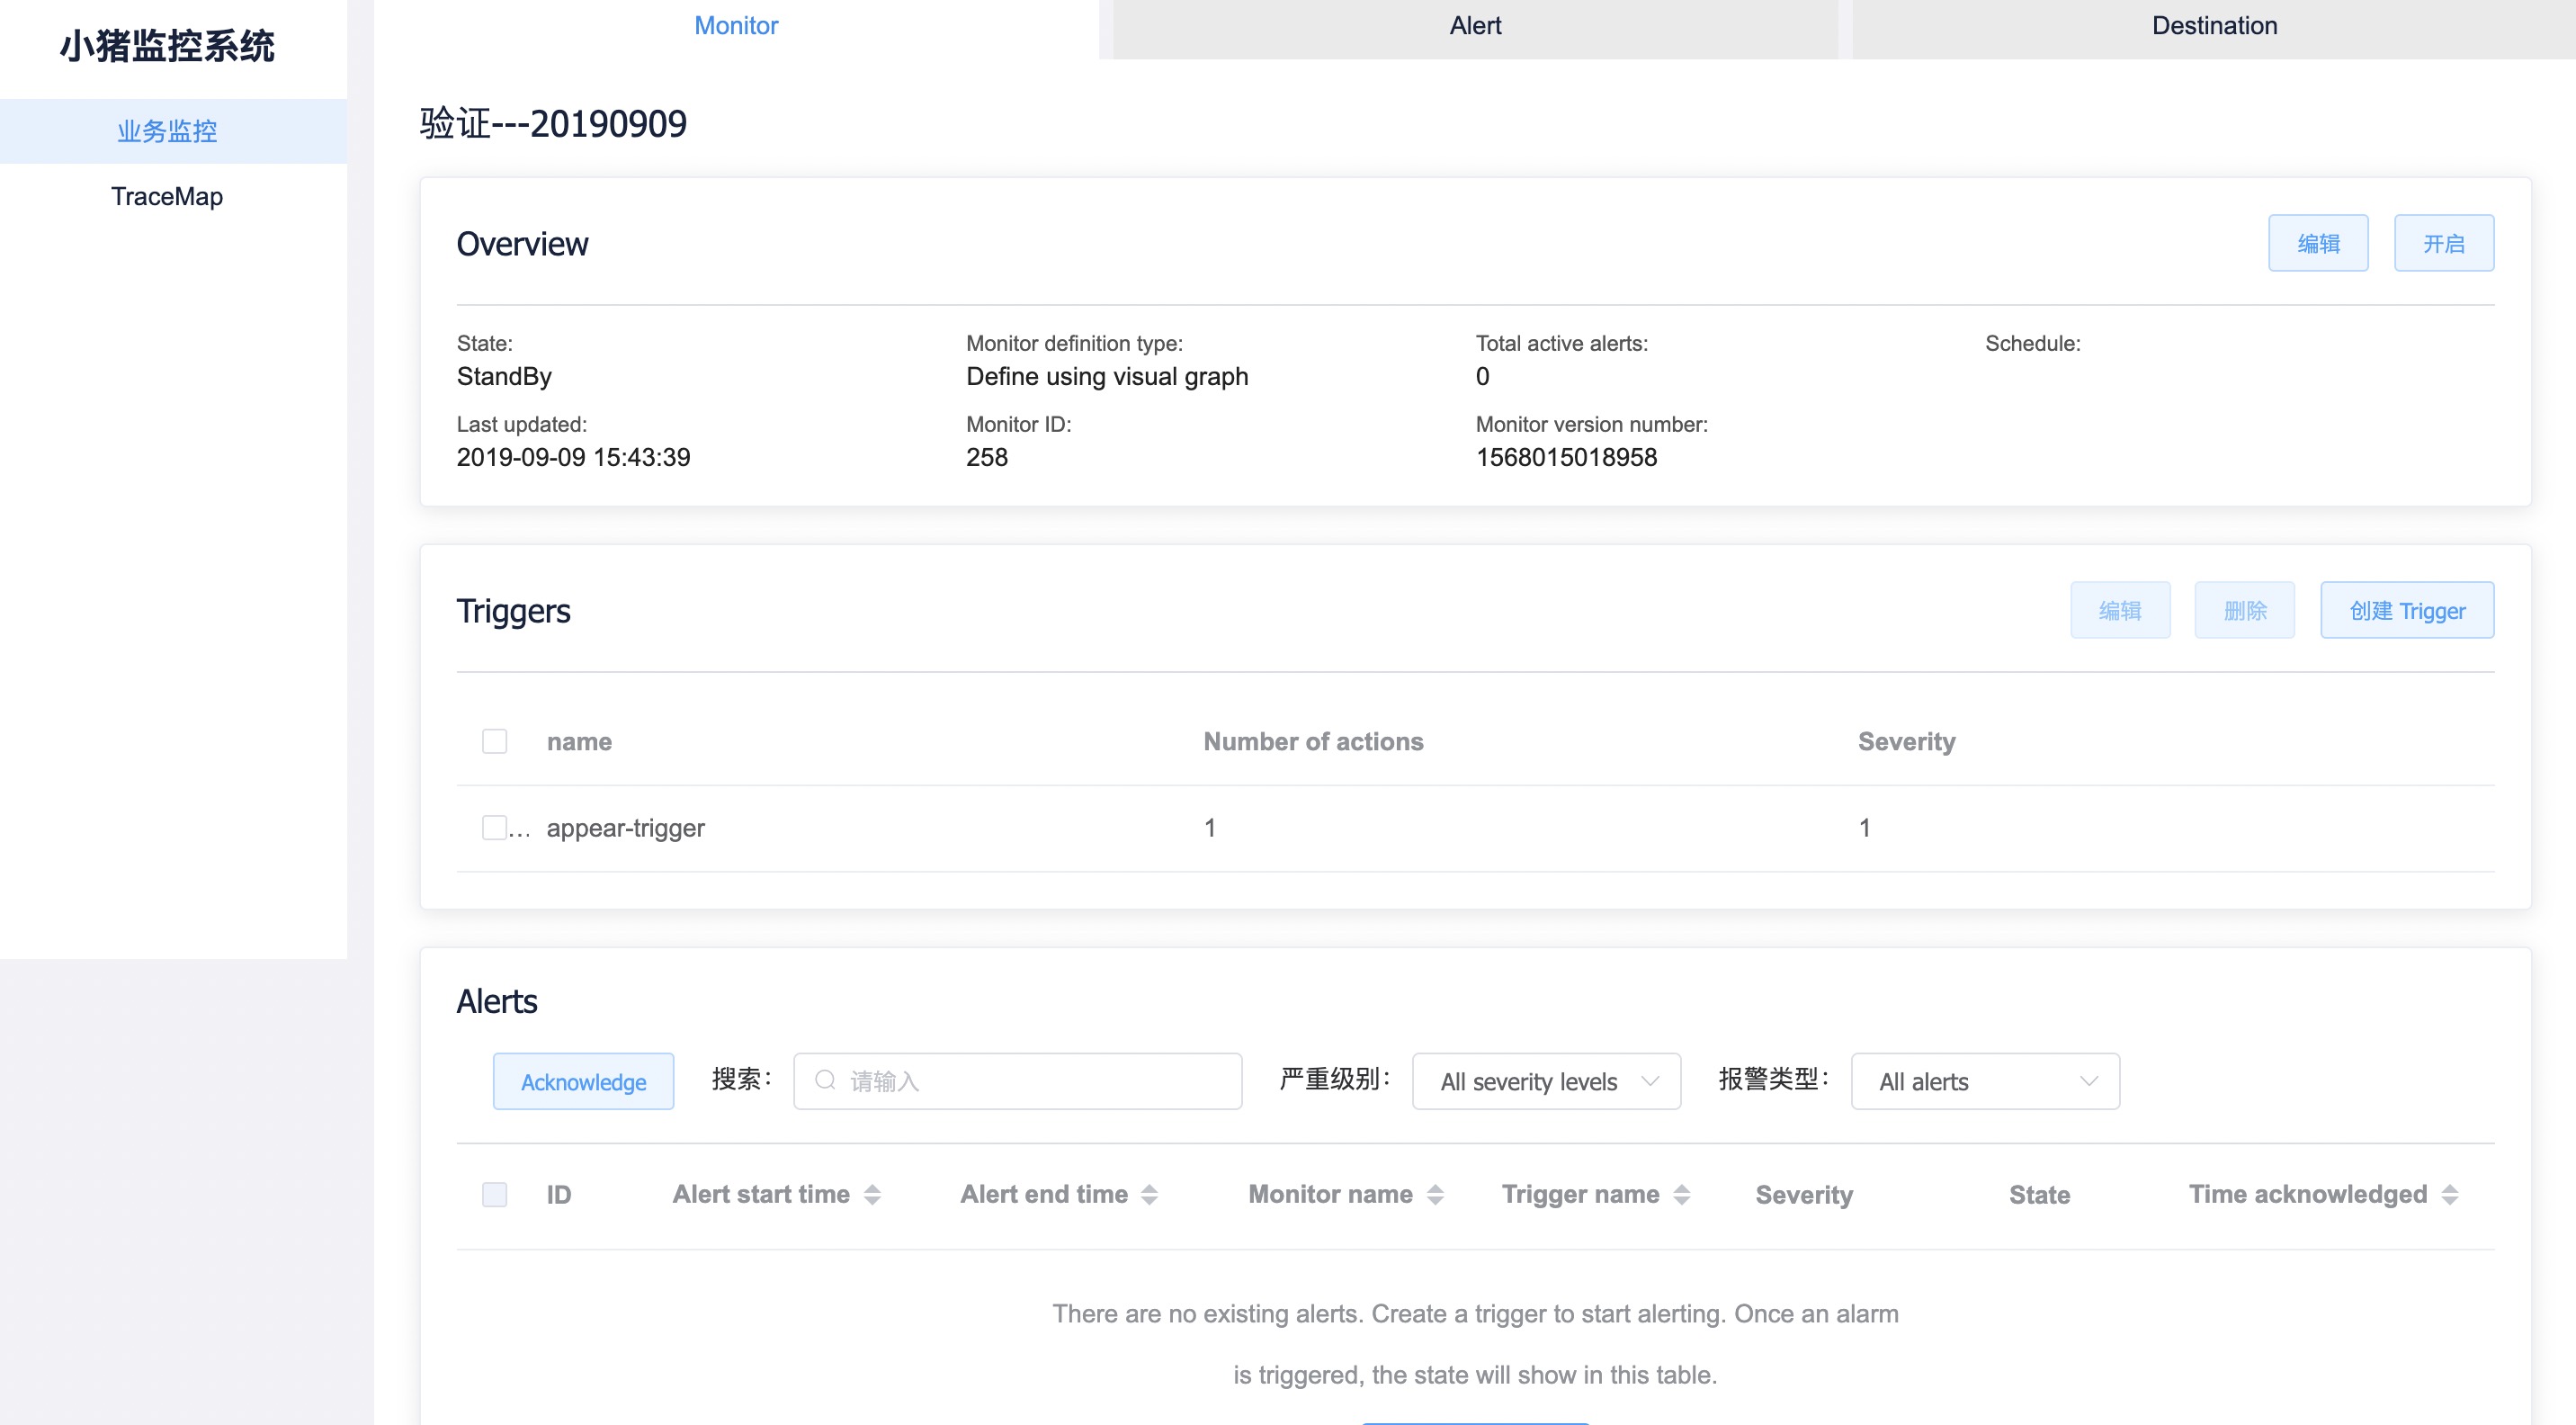 小猪监控系统
业务监控
TraceMap
Monitor
Alert
Destination
验证---20190909
Overview
编辑
开启
State:
StandBy
Monitor definition type:
Define using visual graph
Total active alerts:
0
Schedule:
Last updated:
2019-09-09 15:43:39
Monitor ID:
258
Monitor version number:
1568015018958
Triggers
编辑
删除
创建 Trigger
name
Number of actions
Severity
... appear-trigger
1
1
Alerts
Acknowledge
搜索：
请输入
严重级别：
All severity levels
报警类型：
All alerts
ID
Alert start time
Alert end time
Monitor name
Trigger name
Severity
State
Time acknowledged
There are no existing alerts. Create a trigger to start alerting. Once an alarm
is triggered, the state will show in this table.